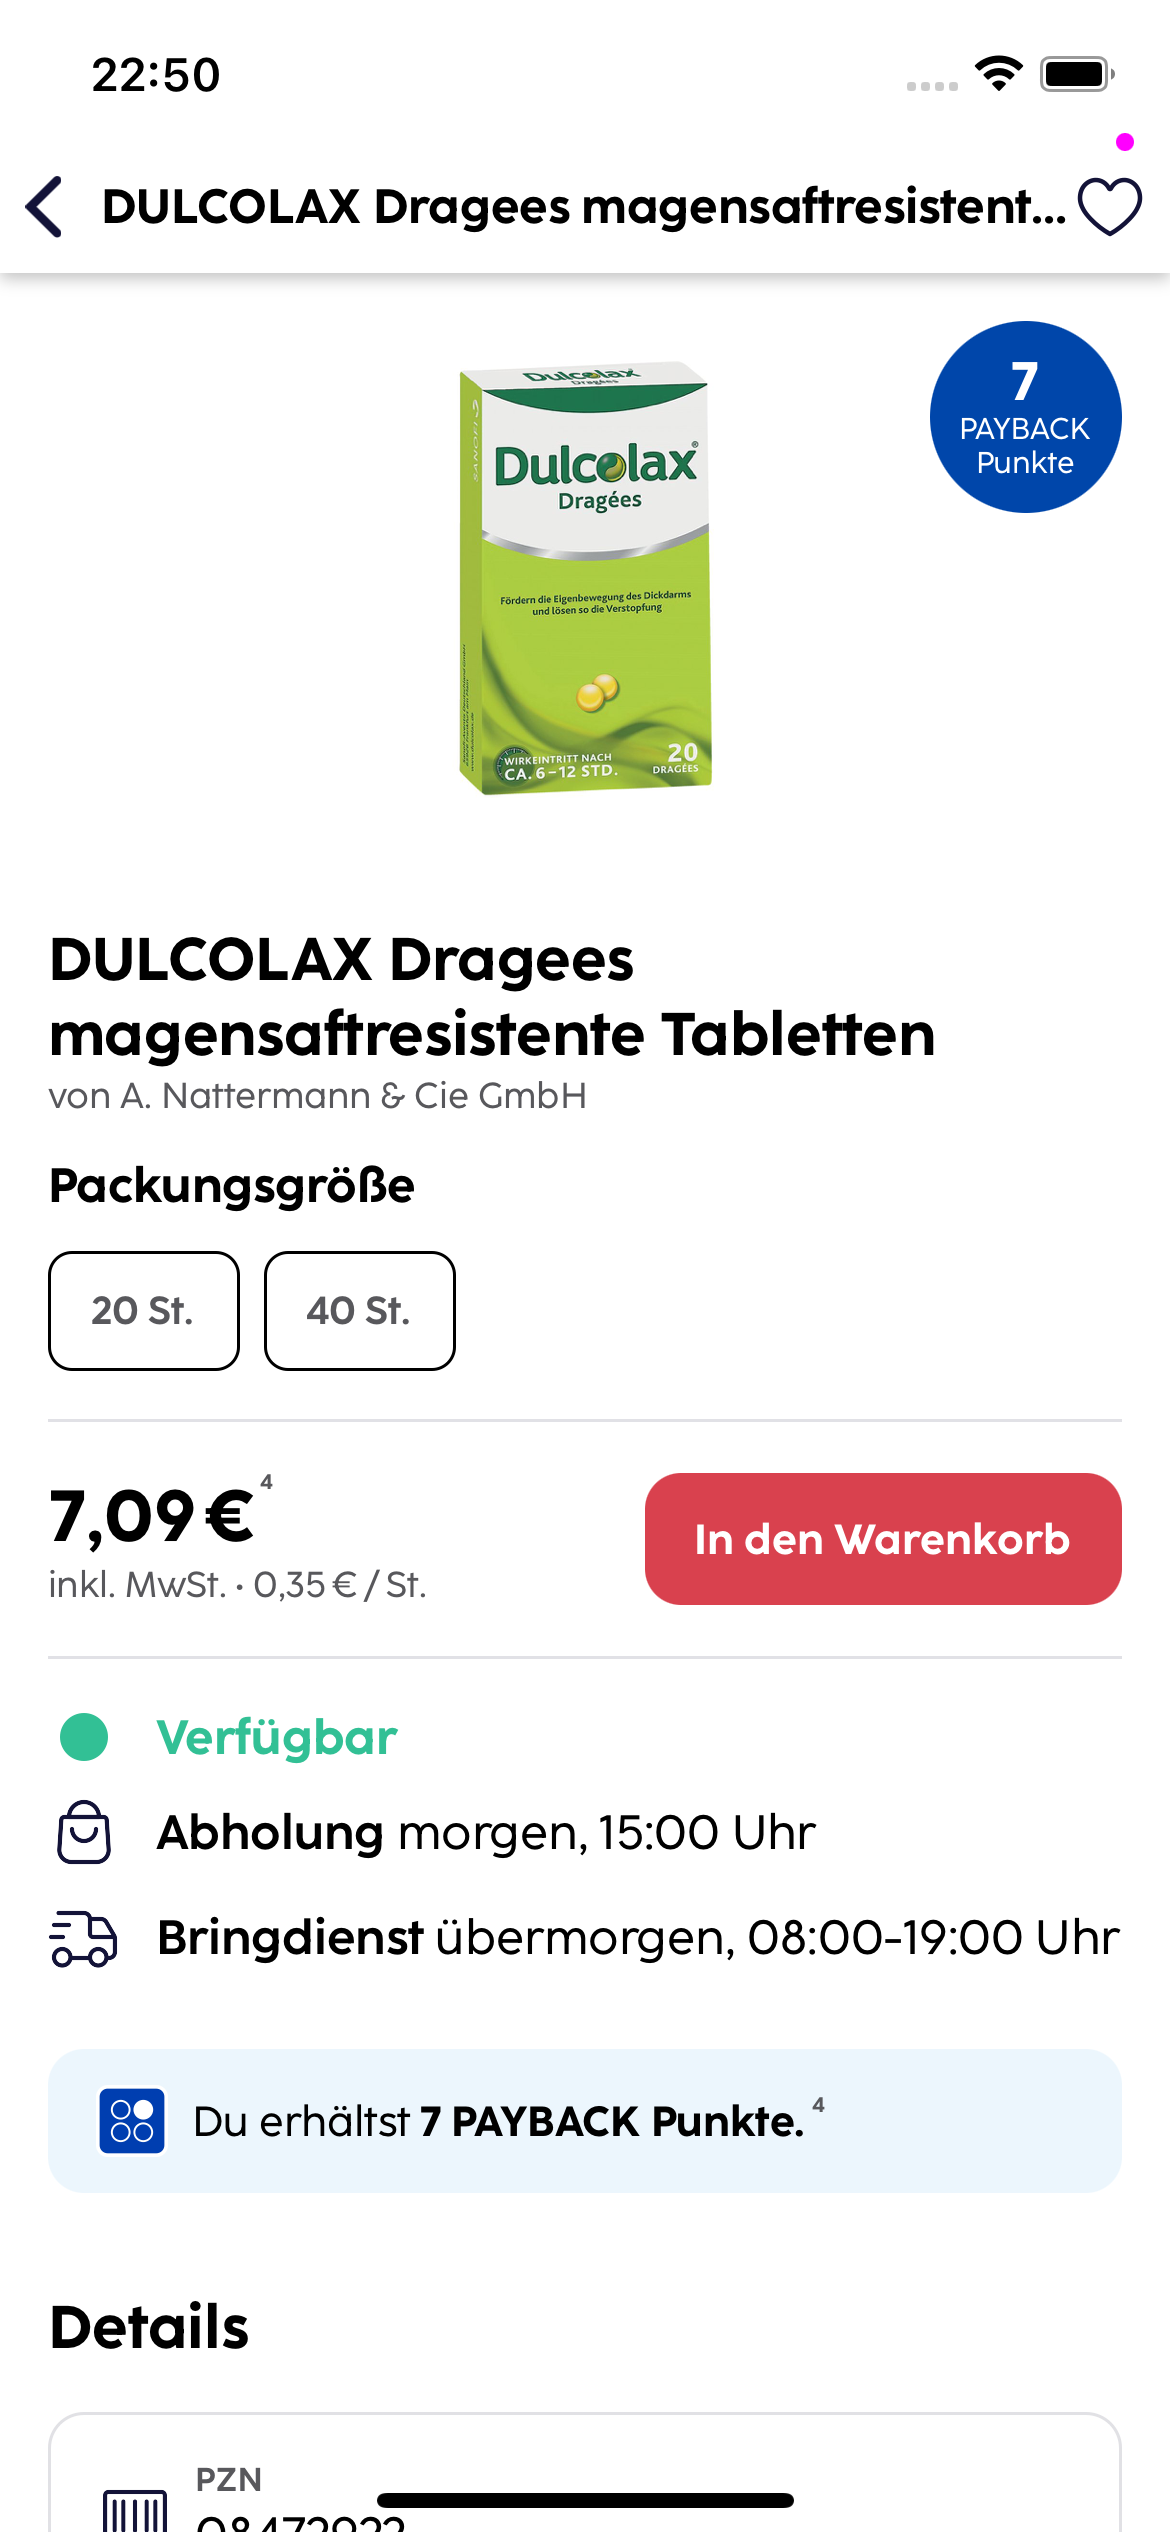 22:50
DULCOLAX Dragees magensaftresistent...
7
PAYBACK
Punkte
Dulcolax
Dragées
SANOFI
Dulcolax®
Dragées
Fördern die Eigenbewegung des Dickdarms
und lösen so die Verstopfung
WIRKEINTRITT NACH
CA. 6–12 STD.
20
DRAGÉES
DULCOLAX Dragees
magensaftresistente Tabletten
von A. Nattermann & Cie GmbH
Packungsgröße
20 St.
40 St.
7,09 € 4
inkl. MwSt. • 0,35 € / St.
In den Warenkorb
Verfügbar
Abholung morgen, 15:00 Uhr
Bringdienst übermorgen, 08:00-19:00 Uhr
Du erhältst 7 PAYBACK Punkte. 4
Details
PZN